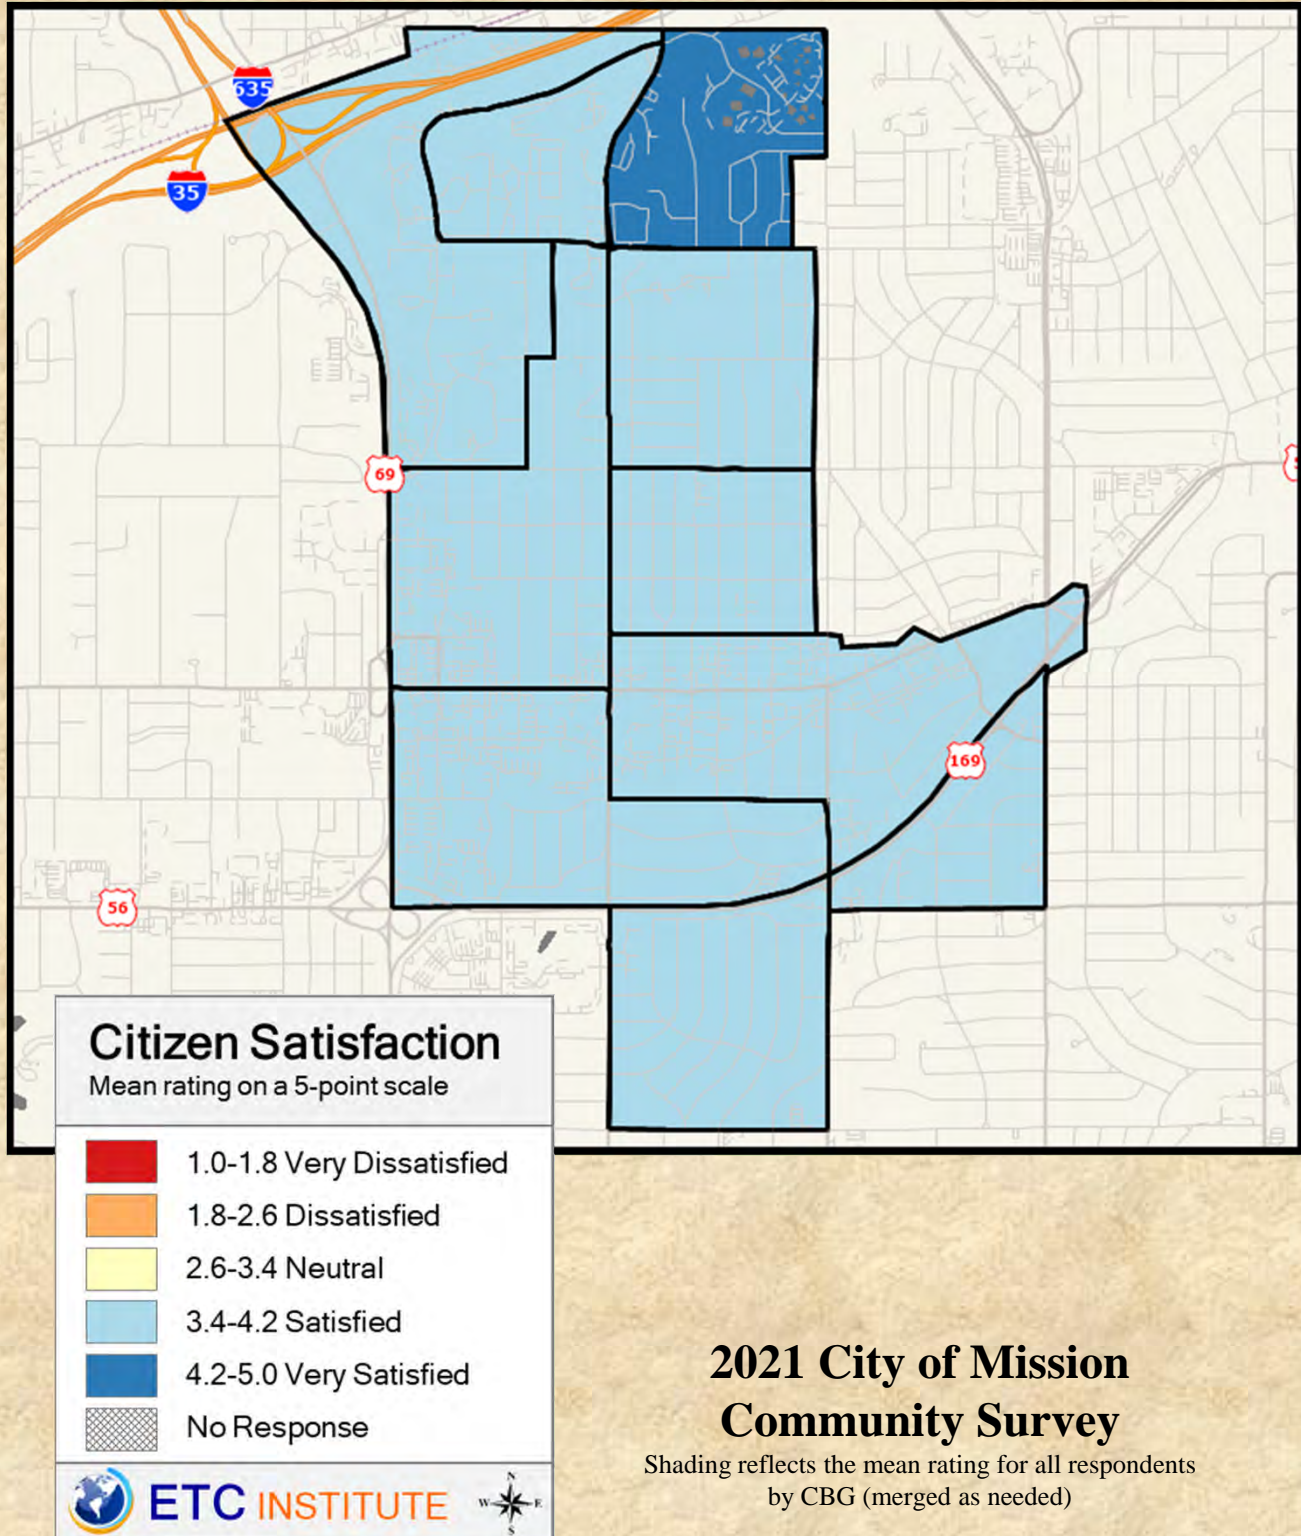 635
35
69
169
56
Citizen Satisfaction
Mean rating on a 5-point scale
1.0-1.8 Very Dissatisfied
1.8-2.6 Dissatisfied
2.6-3.4 Neutral
3.4-4.2 Satisfied
4.2-5.0 Very Satisfied
No Response
ETC INSTITUTE
N
W E
S
2021 City of Mission
Community Survey
Shading reflects the mean rating for all respondents
by CBG (merged as needed)